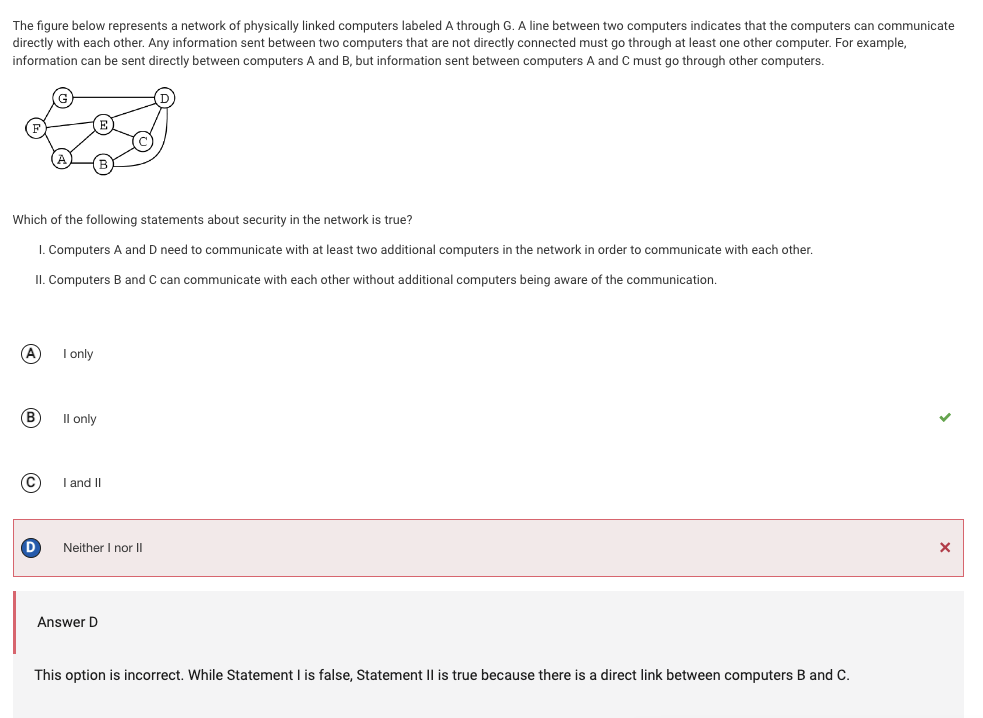 The figure below represents a network of physically linked computers labeled A through G. A line between two computers indicates that the computers can communicate
directly with each other. Any information sent between two computers that are not directly connected must go through at least one other computer. For example,
information can be sent directly between computers A and B, but information sent between computers A and C must go through other computers.
G
D
E
F
C
A
B
Which of the following statements about security in the network is true?
I. Computers A and D need to communicate with at least two additional computers in the network in order to communicate with each other.
II. Computers B and C can communicate with each other without additional computers being aware of the communication.
A I only
B II only
C I and II
D Neither I nor II
Answer D
This option is incorrect. While Statement I is false, Statement II is true because there is a direct link between computers B and C.